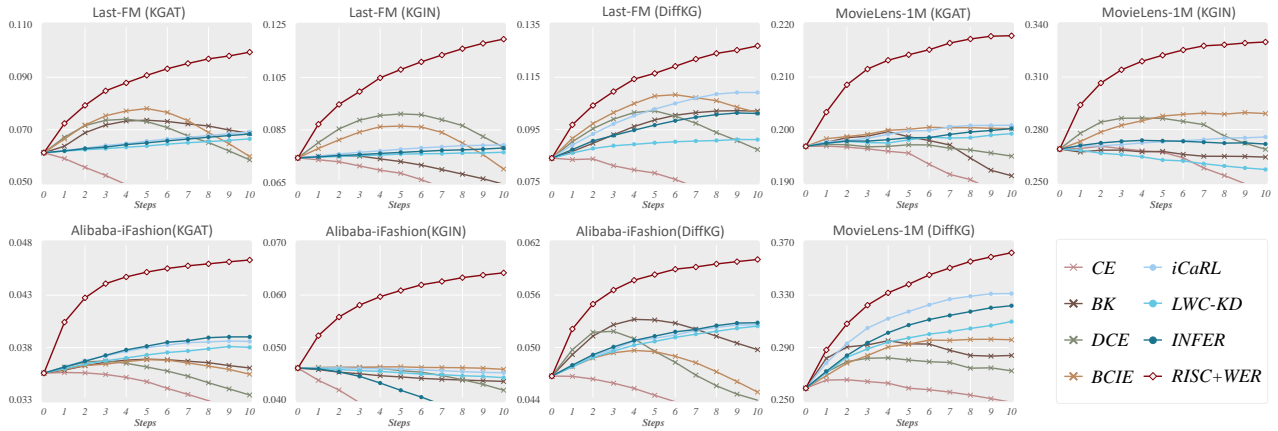 Last-FM (KGAT)
0.110
0.090
0.070
0.050
0 1 2 3 4 5 6 7 8 9 10
Steps
Last-FM (KGIN)
0.125
0.105
0.085
0.065
0 1 2 3 4 5 6 7 8 9 10
Steps
Last-FM (DiffKG)
0.135
0.115
0.095
0.075
0 1 2 3 4 5 6 7 8 9 10
Steps
MovieLens-1M (KGAT)
0.220
0.210
0.200
0.190
0 1 2 3 4 5 6 7 8 9 10
Steps
MovieLens-1M (KGIN)
0.340
0.310
0.280
0.250
0 1 2 3 4 5 6 7 8 9 10
Steps
Alibaba-iFashion(KGAT)
0.048
0.043
0.038
0.033
0 1 2 3 4 5 6 7 8 9 10
Steps
Alibaba-iFashion(KGIN)
0.070
0.060
0.050
0.040
0 1 2 3 4 5 6 7 8 9 10
Steps
Alibaba-iFashion(DiffKG)
0.062
0.056
0.050
0.044
0 1 2 3 4 5 6 7 8 9 10
Steps
MovieLens-1M (DiffKG)
0.370
0.330
0.290
0.250
0 1 2 3 4 5 6 7 8 9 10
Steps
CE
BK
DCE
BCIE
iCaRL
LWC-KD
INFER
RISC+WER